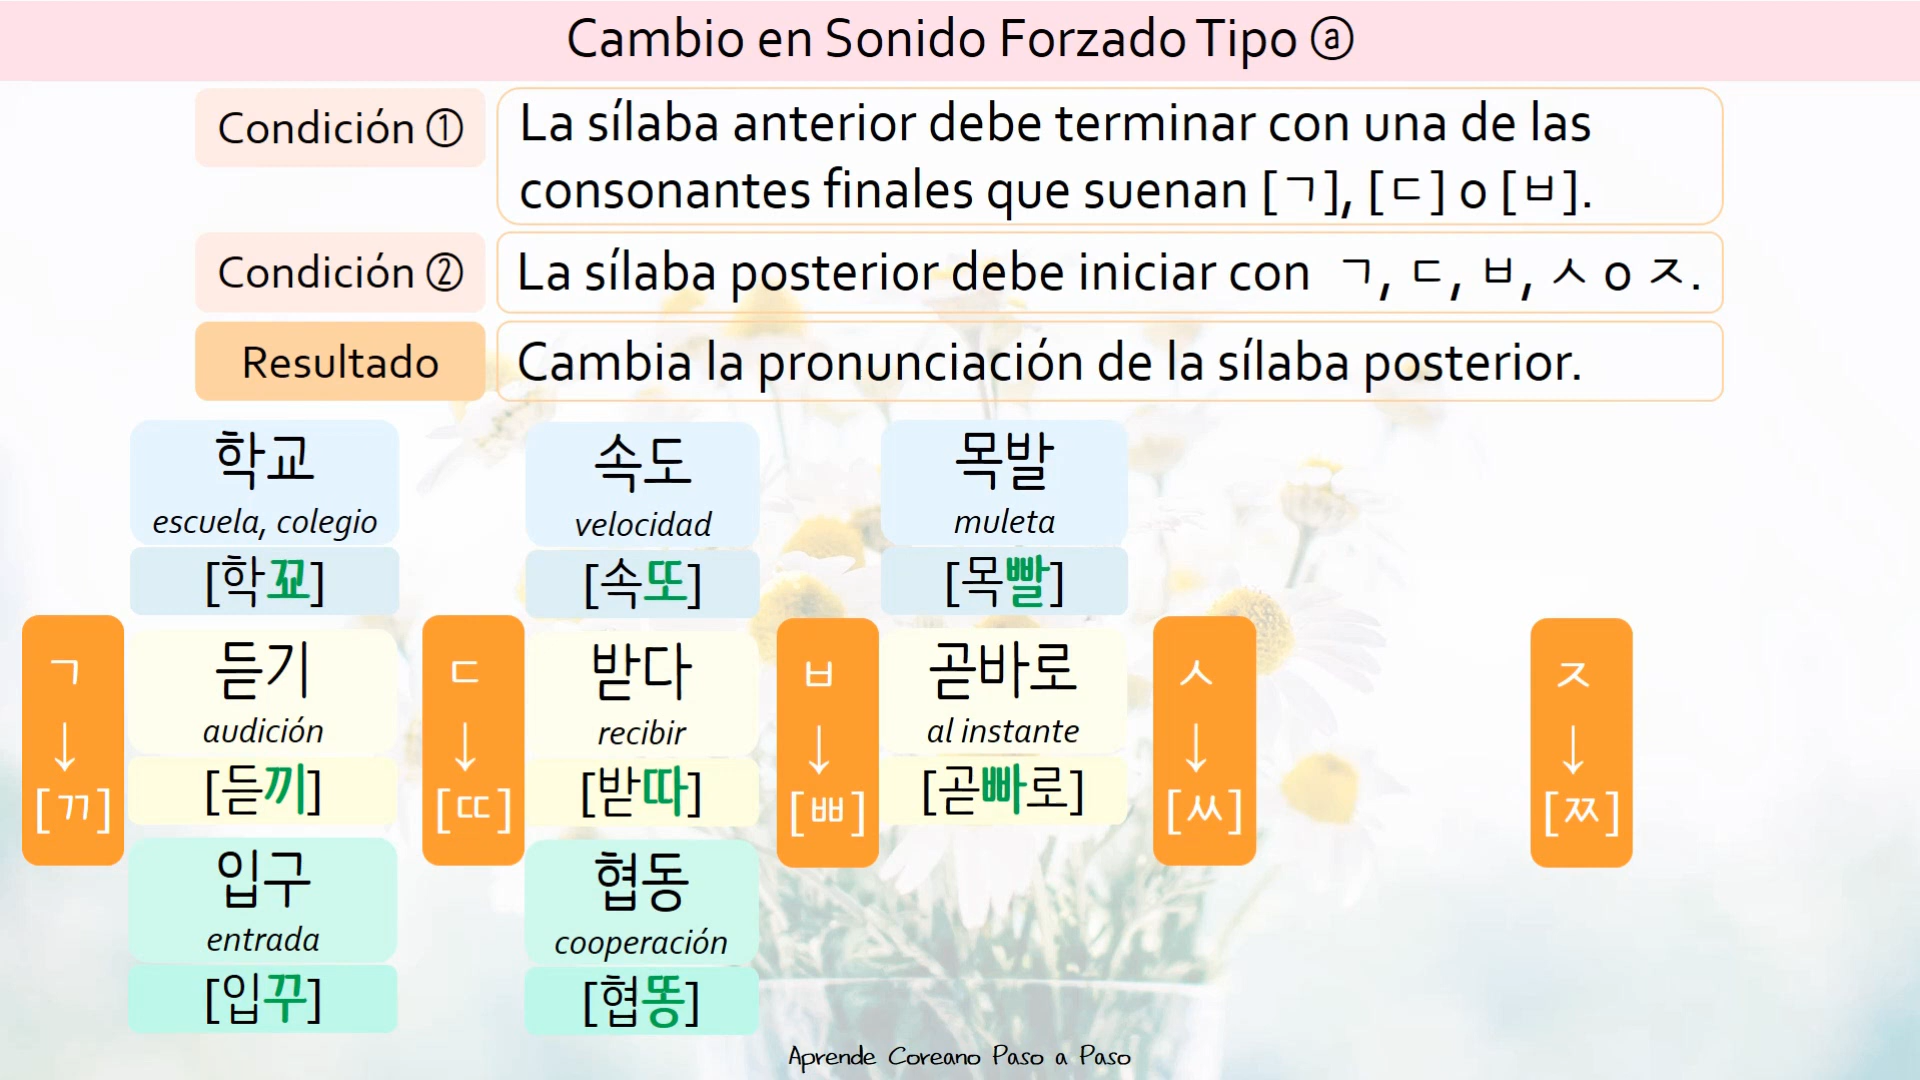 Cambio en Sonido Forzado Tipo ⓐ
Condición ①
La sílaba anterior debe terminar con una de las
consonantes finales que suenan [ㄱ], [ㄷ] o [ㅂ].
Condición ②
La sílaba posterior debe iniciar con ㄱ, ㄷ, ㅂ, ㅅ o ㅈ.
Resultado
Cambia la pronunciación de la sílaba posterior.
ㄱ
↓
[ㄲ]
학교
escuela, colegio
[학꾜]
듣기
audición
[듣끼]
입구
entrada
[입꾸]
ㄷ
↓
[ㄸ]
속도
velocidad
[속또]
받다
recibir
[받따]
협동
cooperación
[협똥]
ㅂ
↓
[ㅃ]
목발
muleta
[목빨]
곧바로
al instante
[곧빠로]
ㅅ
↓
[ㅆ]
ㅈ
↓
[ㅉ]
Aprende Coreano Paso a Paso